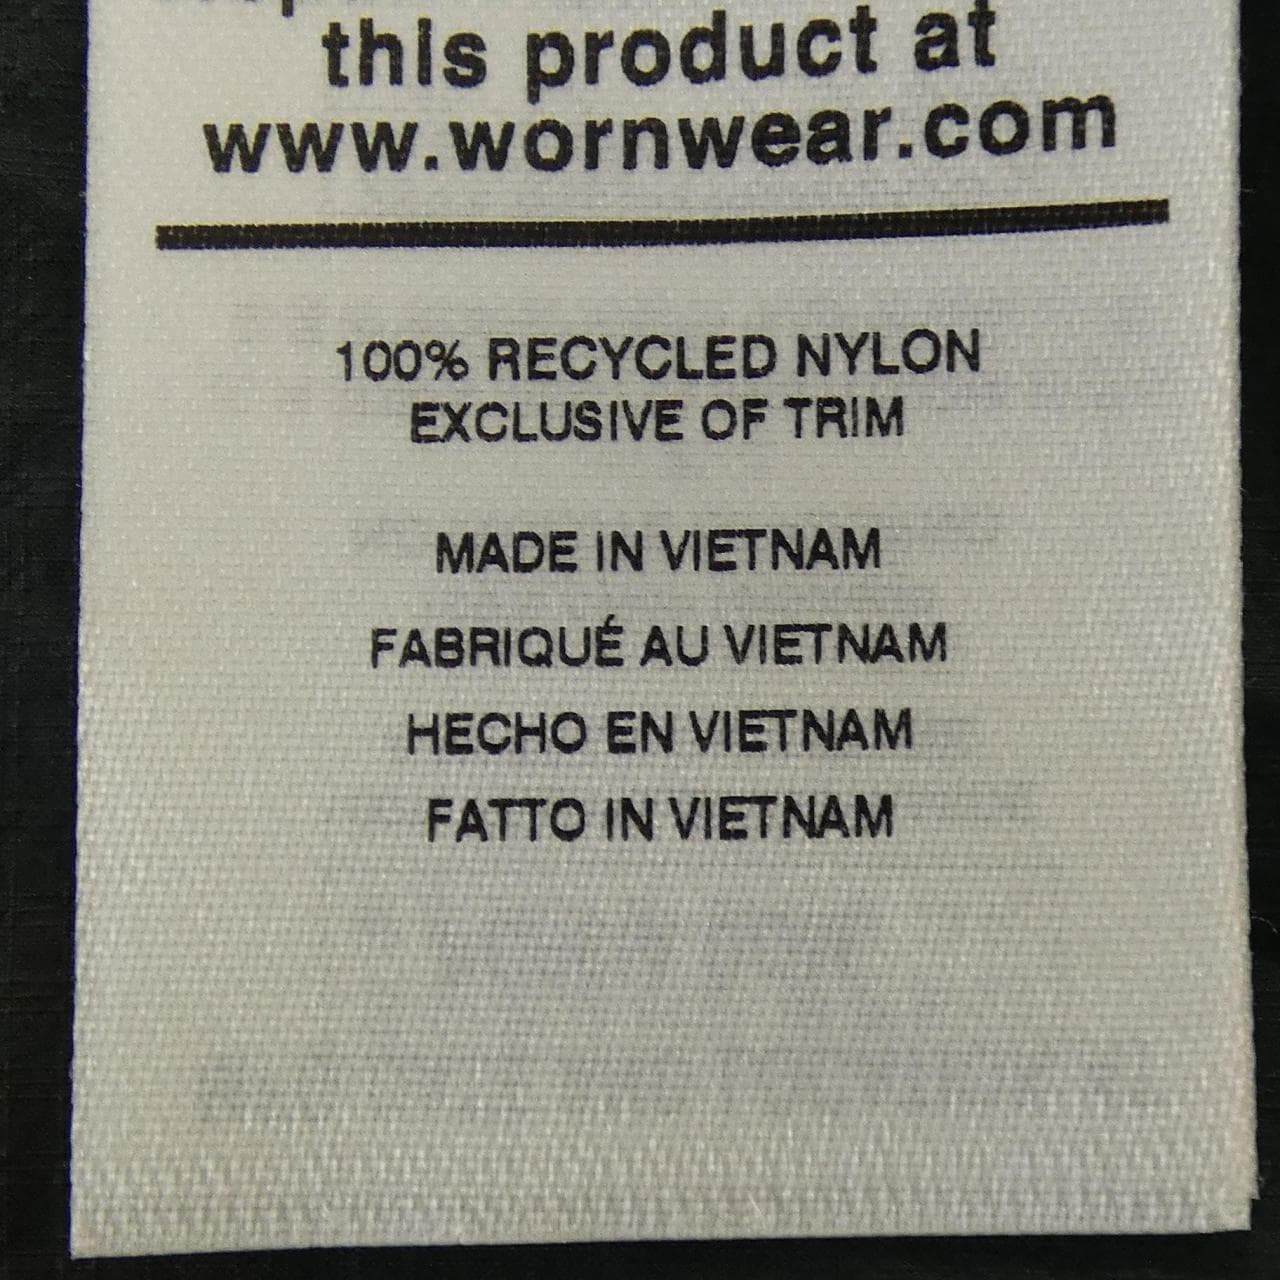 this product at
www.wornwear.com
100% RECYCLED NYLON
EXCLUSIVE OF TRIM
MADE IN VIETNAM
FABRIQUÉ AU VIETNAM
HECHO EN VIETNAM
FATTO IN VIETNAM